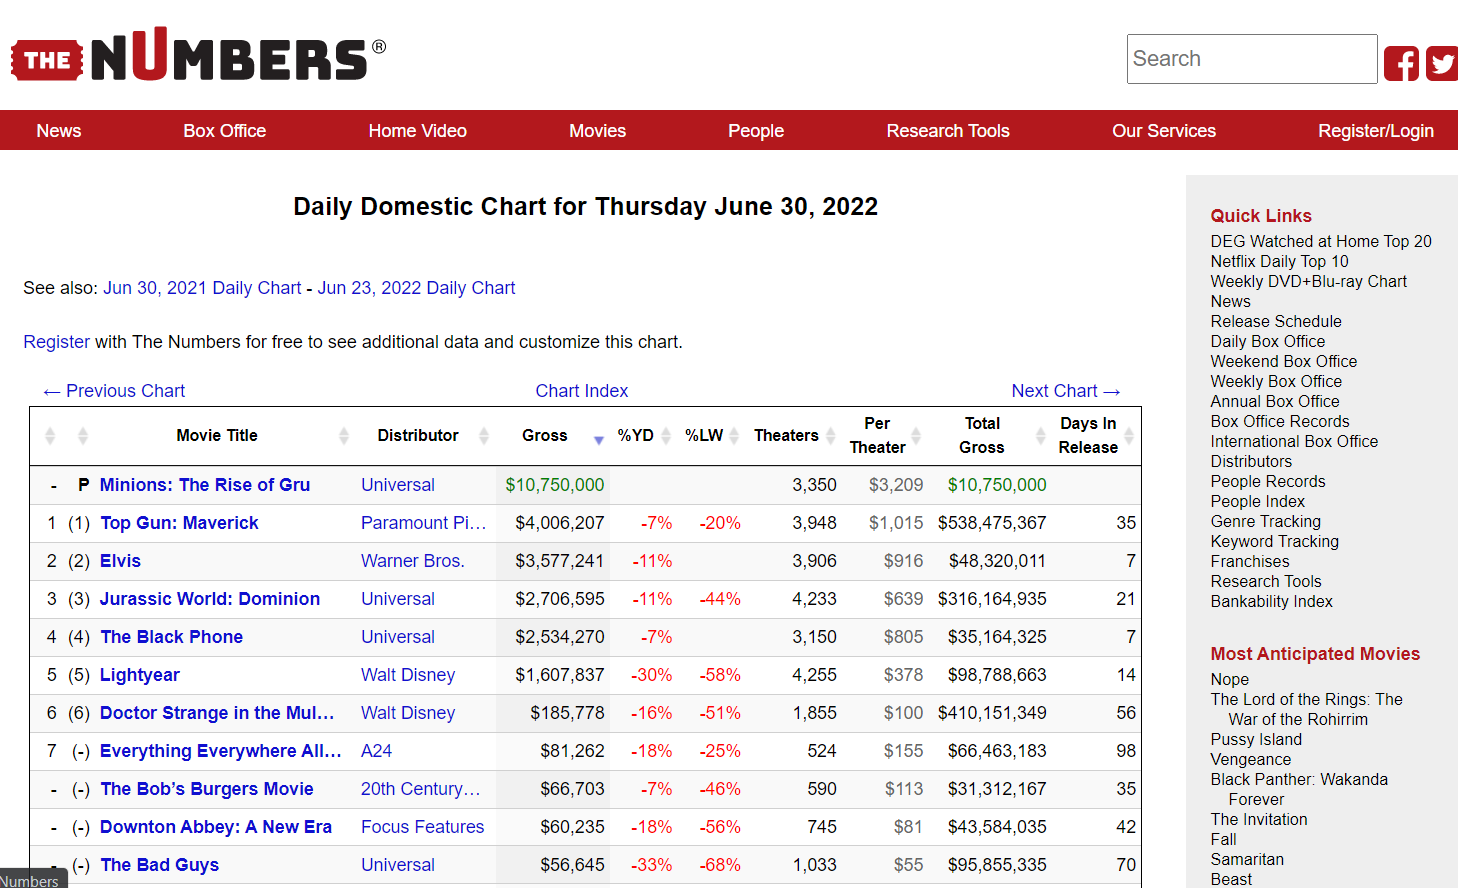 THE NUMBERS®
Search
News Box Office Home Video Movies People Research Tools Our Services Register/Login
Daily Domestic Chart for Thursday June 30, 2022
See also: Jun 30, 2021 Daily Chart - Jun 23, 2022 Daily Chart
Register with The Numbers for free to see additional data and customize this chart.
← Previous Chart Chart Index Next Chart →
Movie Title Distributor Gross %YD %LW Theaters Per Theater Total Gross Days In Release
- P Minions: The Rise of Gru Universal $10,750,000 3,350 $3,209 $10,750,000
1 (1) Top Gun: Maverick Paramount Pi… $4,006,207 -7% -20% 3,948 $1,015 $538,475,367 35
2 (2) Elvis Warner Bros. $3,577,241 -11% 3,906 $916 $48,320,011 7
3 (3) Jurassic World: Dominion Universal $2,706,595 -11% -44% 4,233 $639 $316,164,935 21
4 (4) The Black Phone Universal $2,534,270 -7% 3,150 $805 $35,164,325 7
5 (5) Lightyear Walt Disney $1,607,837 -30% -58% 4,255 $378 $98,788,663 14
6 (6) Doctor Strange in the Mul… Walt Disney $185,778 -16% -51% 1,855 $100 $410,151,349 56
7 (-) Everything Everywhere All… A24 $81,262 -18% -25% 524 $155 $66,463,183 98
- (-) The Bob’s Burgers Movie 20th Century… $66,703 -7% -46% 590 $113 $31,312,167 35
- (-) Downton Abbey: A New Era Focus Features $60,235 -18% -56% 745 $81 $43,584,035 42
- (-) The Bad Guys Universal $56,645 -33% -68% 1,033 $55 $95,855,335 70
Numbers
Quick Links
DEG Watched at Home Top 20
Netflix Daily Top 10
Weekly DVD+Blu-ray Chart
News
Release Schedule
Daily Box Office
Weekend Box Office
Weekly Box Office
Annual Box Office
Box Office Records
International Box Office
Distributors
People Records
People Index
Genre Tracking
Keyword Tracking
Franchises
Research Tools
Bankability Index
Most Anticipated Movies
Nope
The Lord of the Rings: The
War of the Rohirrim
Pussy Island
Vengeance
Black Panther: Wakanda
Forever
The Invitation
Fall
Samaritan
Beast